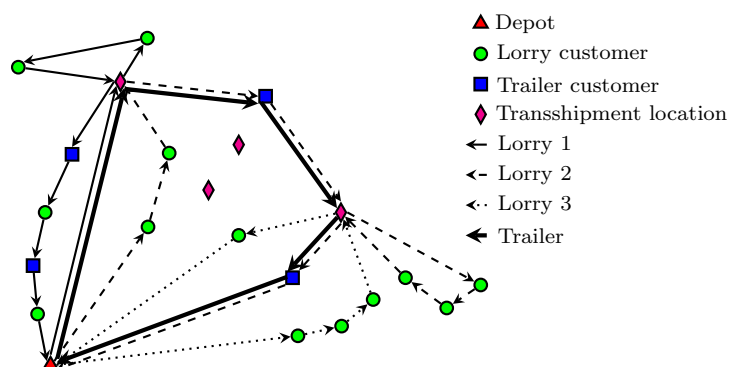 Depot
Lorry customer
Trailer customer
Transshipment location
Lorry 1
Lorry 2
Lorry 3
Trailer